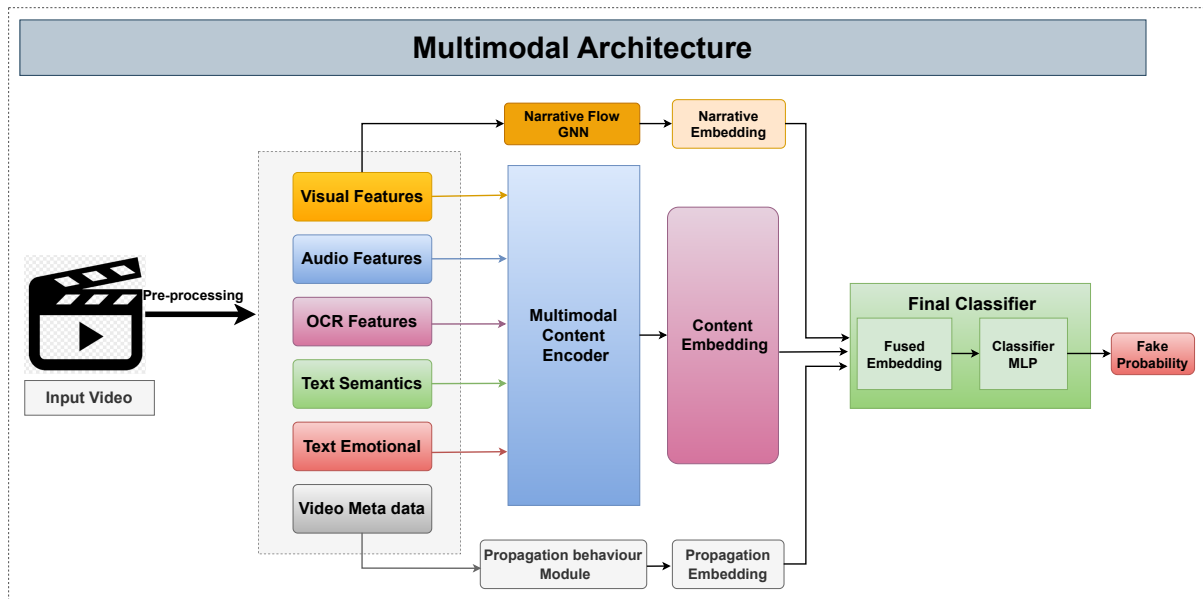 Multimodal Architecture
Narrative Flow
GNN
Narrative
Embedding
Visual Features
Audio Features
OCR Features
Text Semantics
Text Emotional
Video Meta data
Pre-processing
Input Video
Multimodal
Content
Encoder
Content
Embedding
Propagation behaviour
Module
Propagation
Embedding
Final Classifier
Fused
Embedding
Classifier
MLP
Fake
Probability